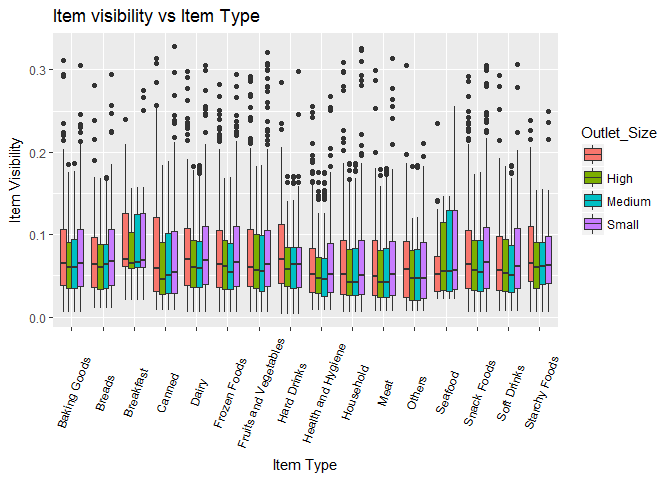 Item visibility vs Item Type
Item Visibility
0.3
0.2
0.1
0.0
Baking Goods
Breads
Breakfast
Canned
Dairy
Frozen Foods
Fruits and Vegetables
Hard Drinks
Health and Hygiene
Household
Meat
Others
Seafood
Snack Foods
Soft Drinks
Starchy Foods
Item Type
Outlet_Size
High
Medium
Small